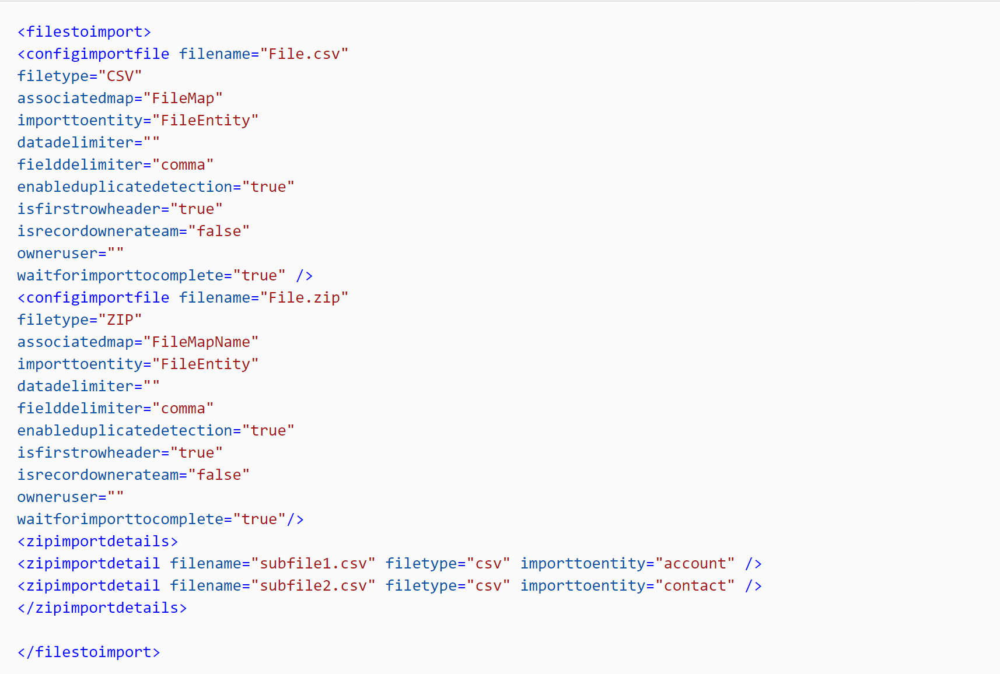 <filestoimport>
<configimportfile filename="File.csv"
filetype="CSV"
associatedmap="FileMap"
importtoentity="FileEntity"
datadelimiter=""
fielddelimiter="comma"
enableduplicatedetection="true"
isfirstrowheader="true"
isrecordownerateam="false"
owneruser=""
waitforimporttocomplete="true" />
<configimportfile filename="File.zip"
filetype="ZIP"
associatedmap="FileMapName"
importtoentity="FileEntity"
datadelimiter=""
fielddelimiter="comma"
enableduplicatedetection="true"
isfirstrowheader="true"
isrecordownerateam="false"
owneruser=""
waitforimporttocomplete="true"/>
<zipimportdetails>
<zipimportdetail filename="subfile1.csv" filetype="csv" importtoentity="account" />
<zipimportdetail filename="subfile2.csv" filetype="csv" importtoentity="contact" />
</zipimportdetails>
</filestoimport>